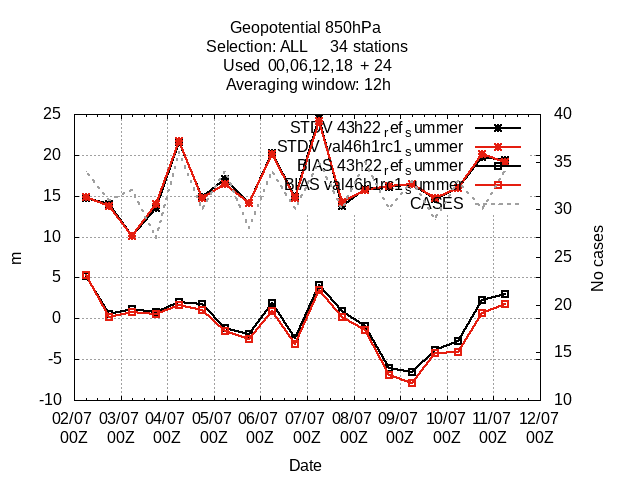 Geopotential 850hPa
Selection: ALL 34 stations
Used 00,06,12,18 + 24
Averaging window: 12h
STDV 43h22_ref_summer
STDV val46h1rc1_summer
BIAS 43h22_ref_summer
BIAS val46h1rc1_summer
CASES
25
20
15
10
5
0
-5
-10
m
40
35
30
25
20
15
10
No cases
02/07 03/07 04/07 05/07 06/07 07/07 08/07 09/07 10/07 11/07 12/07
00Z 00Z 00Z 00Z 00Z 00Z 00Z 00Z 00Z 00Z 00Z
Date